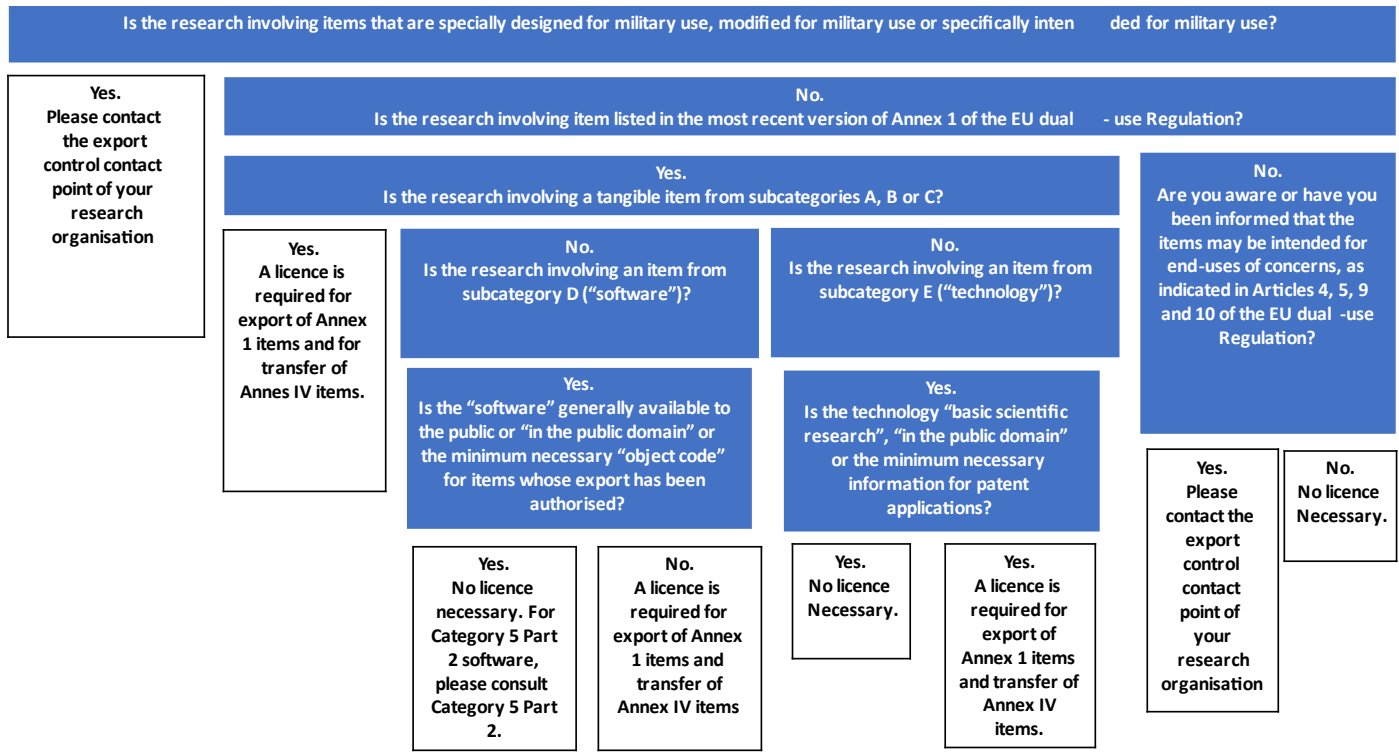 Is the research involving items that are specially designed for military use, modified for military use or specifically inten ded for military use?
Yes.
Please contact
the export
control contact
point of your
research
organisation
No.
Is the research involving item listed in the most recent version of Annex 1 of the EU dual - use Regulation?
Yes.
Is the research involving a tangible item from subcategories A, B or C?
No.
Are you aware or have you
been informed that the
items may be intended for
end-uses of concerns, as
indicated in Articles 4, 5, 9
and 10 of the EU dual -use
Regulation?
Yes.
A licence is
required for
export of Annex
1 items and for
transfer of
Annes IV items.
No.
Is the research involving an item from
subcategory D (“software”)?
No.
Is the research involving an item from
subcategory E (“technology”)?
Yes.
Is the “software” generally available to
the public or “in the public domain” or
the minimum necessary “object code”
for items whose export has been
authorised?
Yes.
Is the technology “basic scientific
research”, “in the public domain”
or the minimum necessary
information for patent
applications?
Yes.
Please
contact the
export
control
contact
point of
your
research
organisation
No.
No licence
Necessary.
Yes.
No licence
necessary. For
Category 5 Part
2 software,
please consult
Category 5 Part
2.
No.
A licence is
required for
export of Annex
1 items and
transfer of
Annex IV items
Yes.
No licence
Necessary.
Yes.
A licence is
required for
export of
Annex 1 items
and transfer of
Annex IV
items.